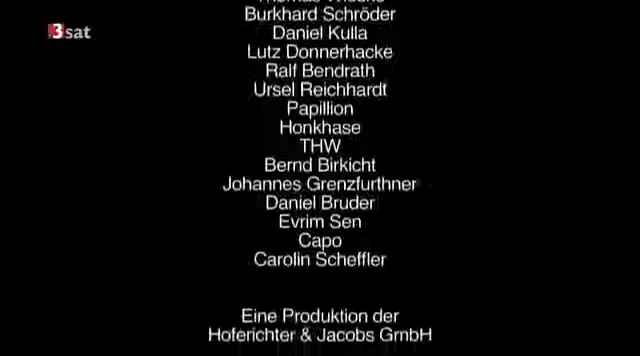 Burkhard Schröder
3sat
Daniel Kulla
Lutz Donnerhacke
Ralf Bendrath
Ursel Reichhardt
Papillion
Honkhase
THW
Bernd Birkicht
Johannes Grenzfurthner
Daniel Bruder
Evrim Sen
Capo
Carolin Scheffler
Eine Produktion der
Hoferichter & Jacobs GmbH